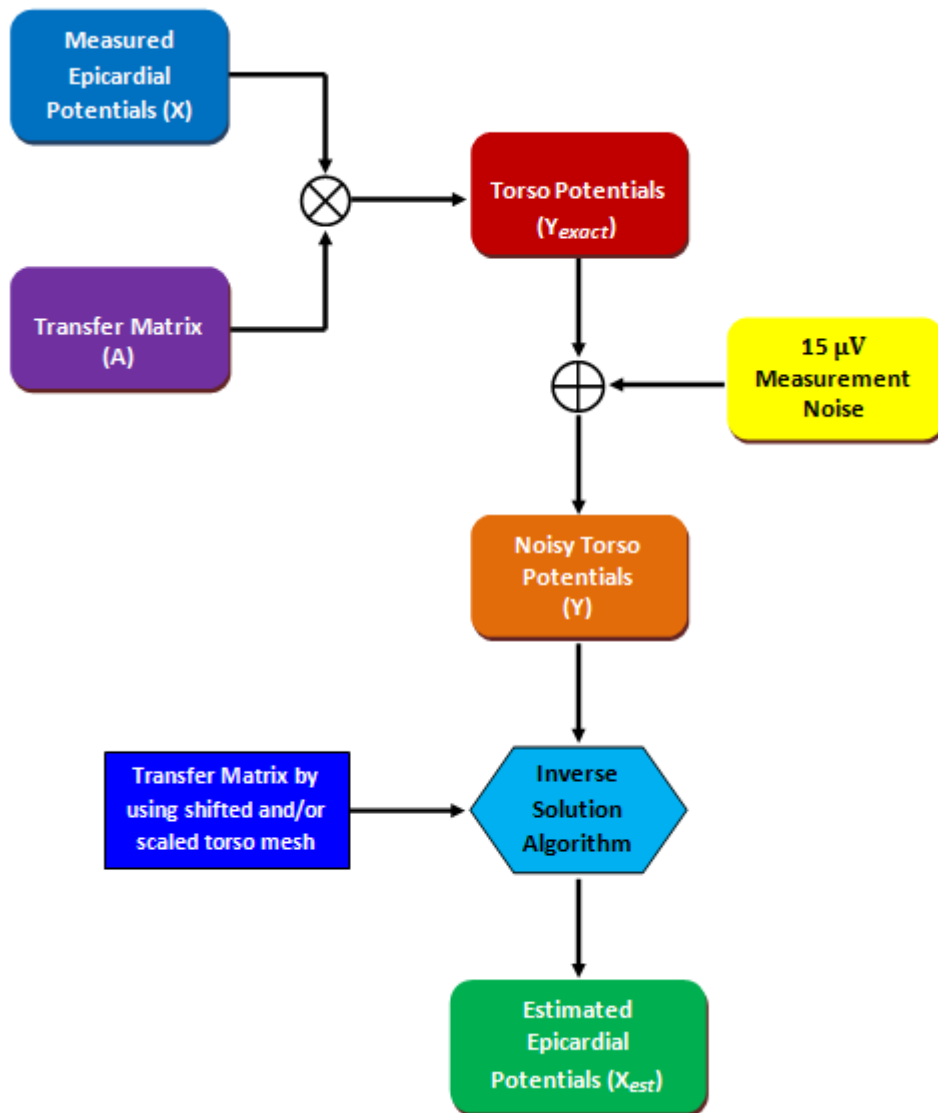 Measured
Epicardial
Potentials (X)
Torso Potentials
(Yexact)
Transfer Matrix
(A)
15 μV
Measurement
Noise
Noisy Torso
Potentials
(Y)
Transfer Matrix by
using shifted and/or
scaled torso mesh
Inverse
Solution
Algorithm
Estimated
Epicardial
Potentials (Xest)